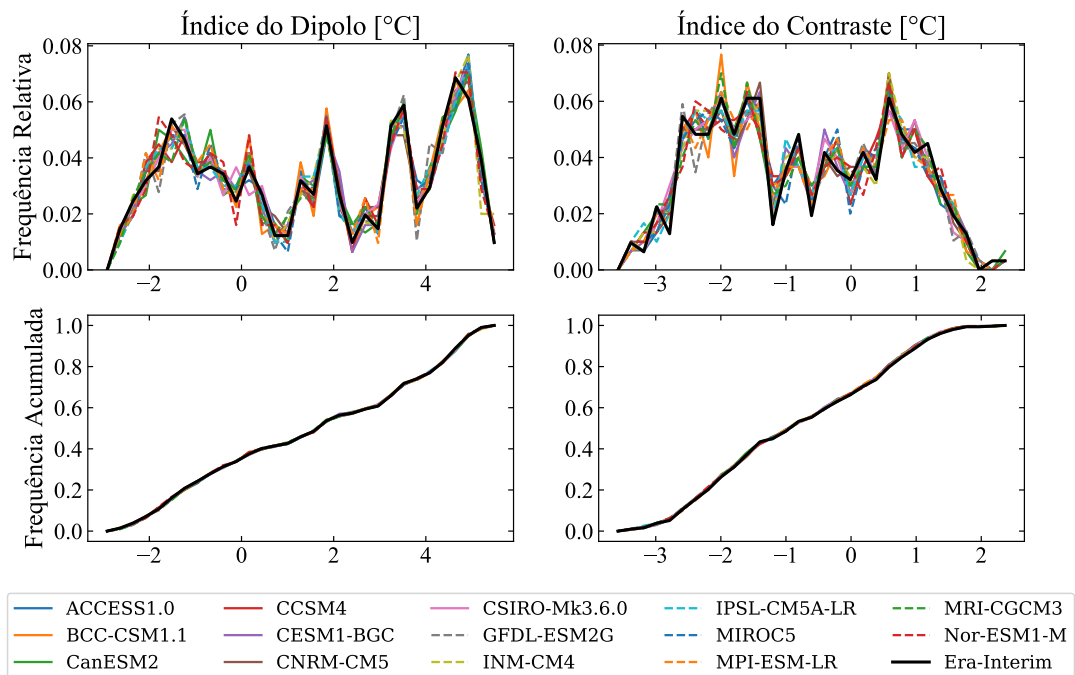 Índice do Dipolo [°C]
Índice do Contraste [°C]
Frequência Relativa
0.08
0.06
0.04
0.02
0.00
−2 0 2 4
0.08
0.06
0.04
0.02
0.00
−3 −2 −1 0 1 2
Frequência Acumulada
1.0
0.8
0.6
0.4
0.2
0.0
−2 0 2 4
1.0
0.8
0.6
0.4
0.2
0.0
−3 −2 −1 0 1 2
ACCESS1.0 CCSM4 CSIRO-Mk3.6.0 IPSL-CM5A-LR MRI-CGCM3
BCC-CSM1.1 CESM1-BGC GFDL-ESM2G MIROC5 Nor-ESM1-M
CanESM2 CNRM-CM5 INM-CM4 MPI-ESM-LR Era-Interim